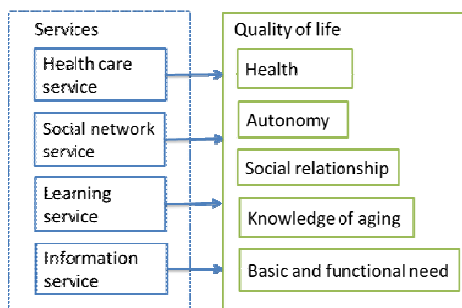 Services
Health care
service
Social network
service
Learning
service
Information
service
Quality of life
Health
Autonomy
Social relationship
Knowledge of aging
Basic and functional need